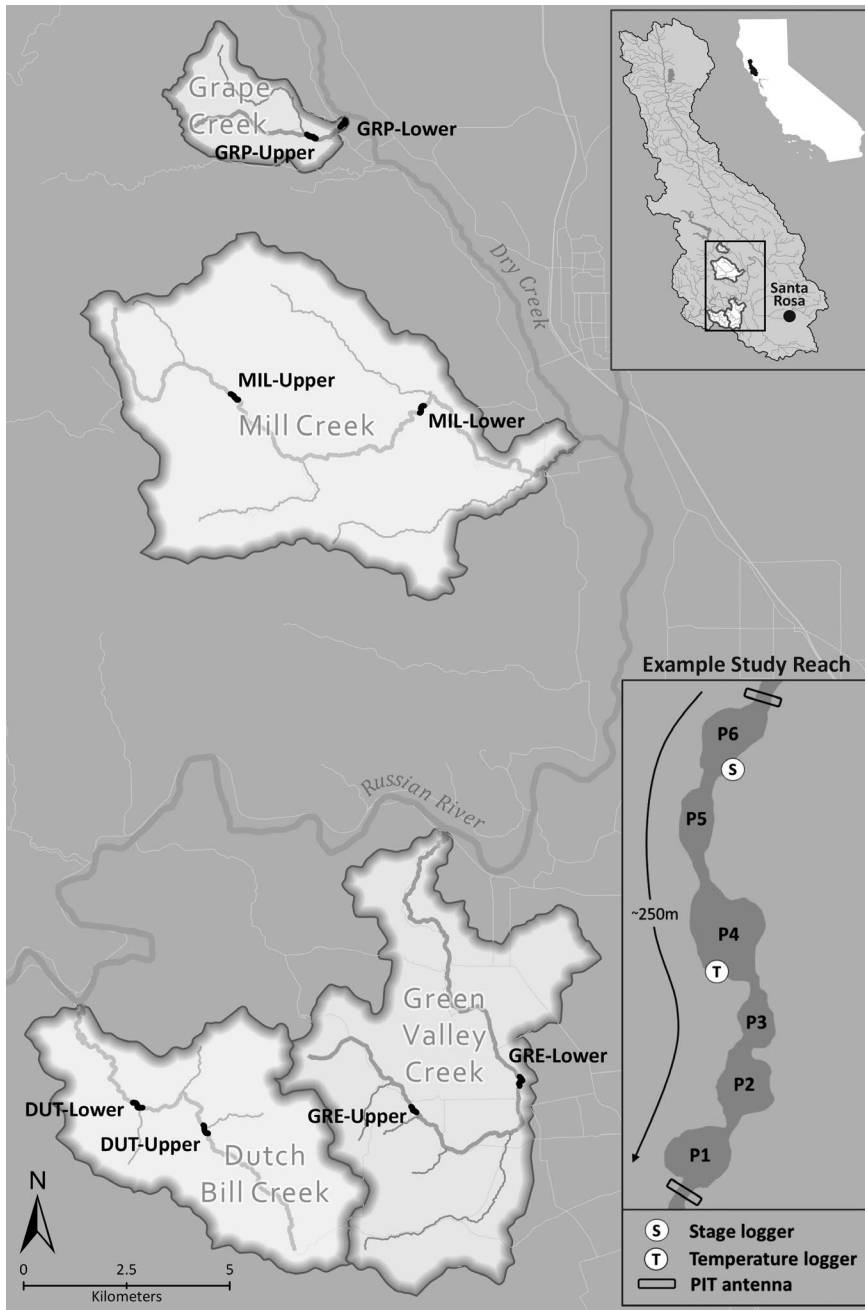 Grape
Creek
GRP-Lower
GRP-Upper
Dry Creek
Santa
Rosa
MIL-Upper
Mill Creek
MIL-Lower
Russian River
Green
Valley
Creek
GRE-Lower
GRE-Upper
DUT-Lower
DUT-Upper
Dutch
Bill Creek
N
0 2.5 5
Kilometers
Example Study Reach
P6
S
P5
~250m
P4
T
P3
P2
P1
S Stage logger
T Temperature logger
PIT antenna